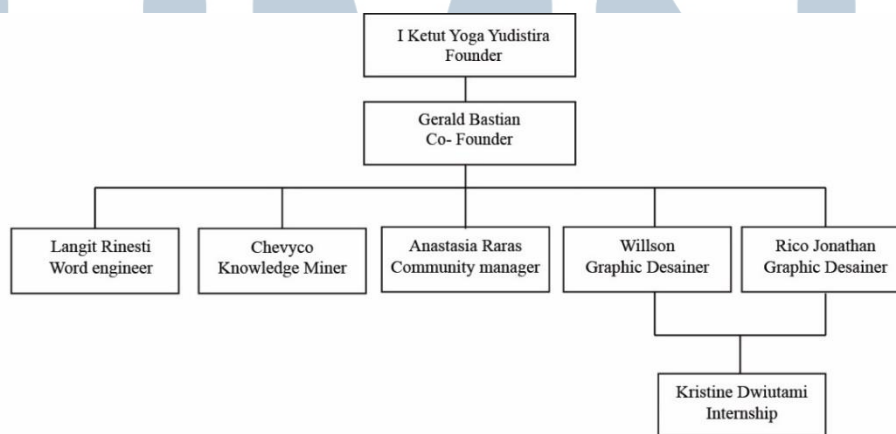 I Ketut Yoga Yudistira
Founder
Gerald Bastian
Co- Founder
Langit Rinesti
Word engineer
Chevyco
Knowledge Miner
Anastasia Raras
Community manager
Willson
Graphic Desainer
Rico Jonathan
Graphic Desainer
Kristine Dwiutami
Internship